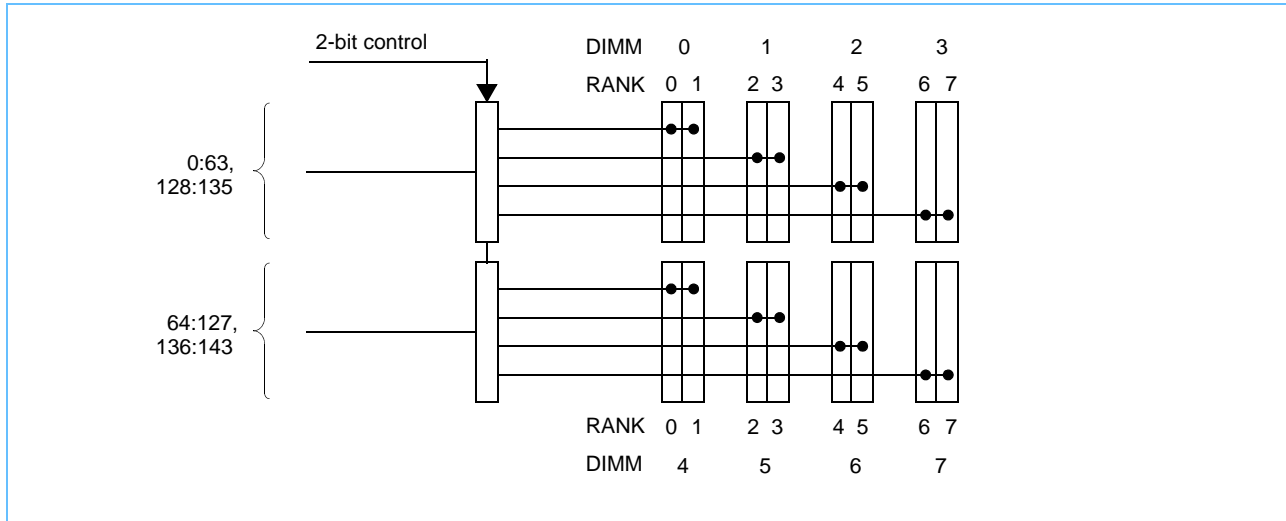 2-bit control
DIMM 0 1 2 3
RANK 0 1 2 3 4 5 6 7
0:63,
128:135
64:127,
136:143
RANK 0 1 2 3 4 5 6 7
DIMM 4 5 6 7